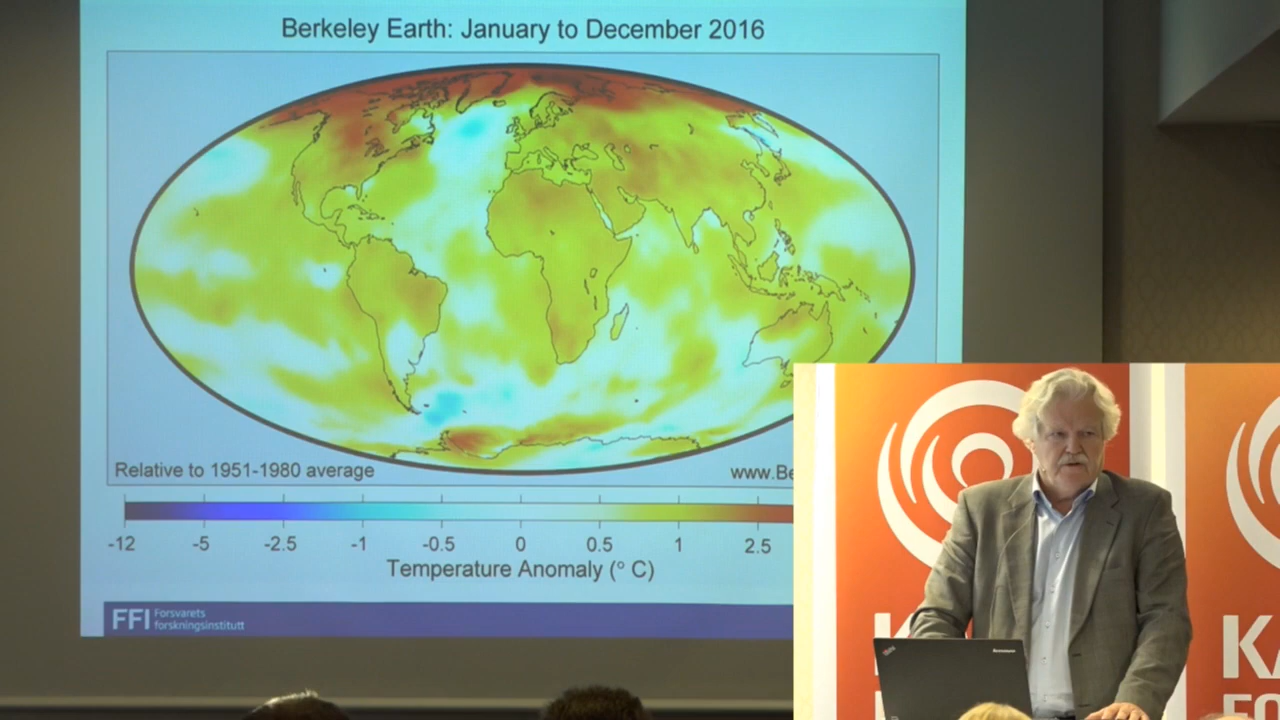 Berkeley Earth: January to December 2016
Relative to 1951-1980 average
www.Be
-12 -5 -2.5 -1 -0.5 0 0.5 1 2.5
Temperature Anomaly (° C)
FFI Forsvarets
forskningsinstitutt
lenovo
KA
FO